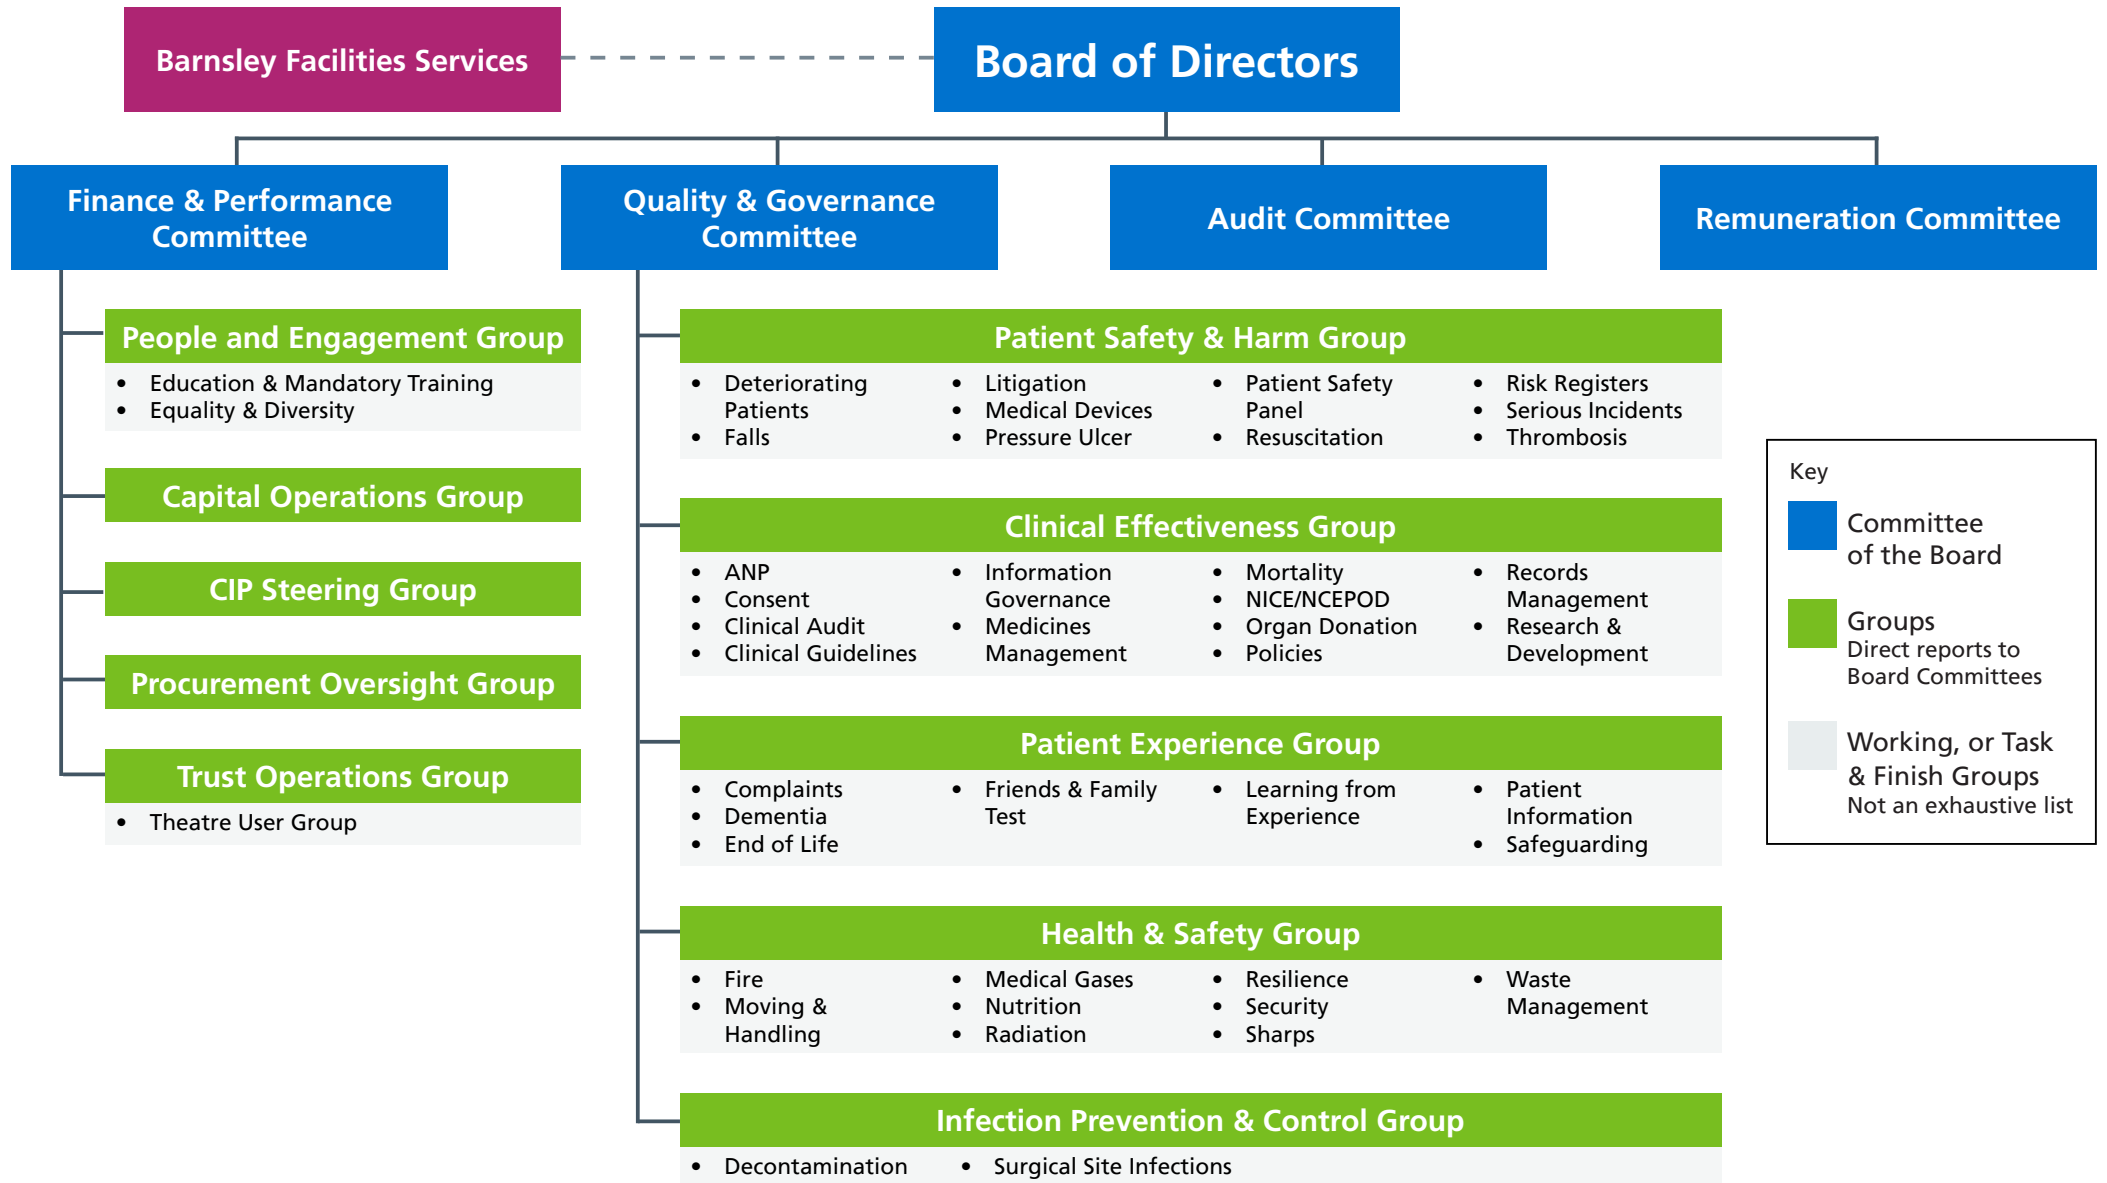 Barnsley Facilities Services
Board of Directors
Finance & Performance
Committee
Quality & Governance
Committee
Audit Committee
Remuneration Committee
People and Engagement Group
• Education & Mandatory Training
• Equality & Diversity
Capital Operations Group
CIP Steering Group
Procurement Oversight Group
Trust Operations Group
• Theatre User Group
Patient Safety & Harm Group
• Deteriorating
Patients
• Falls
• Litigation
• Medical Devices
• Pressure Ulcer
• Patient Safety
Panel
• Resuscitation
• Risk Registers
• Serious Incidents
• Thrombosis
Clinical Effectiveness Group
• ANP
• Consent
• Clinical Audit
• Clinical Guidelines
• Information
Governance
• Medicines
Management
• Mortality
• NICE/NCEPOD
• Organ Donation
• Policies
• Records
Management
• Research &
Development
Patient Experience Group
• Complaints
• Dementia
• End of Life
• Friends & Family
Test
• Learning from
Experience
• Patient
Information
• Safeguarding
Health & Safety Group
• Fire
• Moving &
Handling
• Medical Gases
• Nutrition
• Radiation
• Resilience
• Security
• Sharps
• Waste
Management
Infection Prevention & Control Group
• Decontamination
• Surgical Site Infections
Key
Committee
of the Board
Groups
Direct reports to
Board Committees
Working, or Task
& Finish Groups
Not an exhaustive list